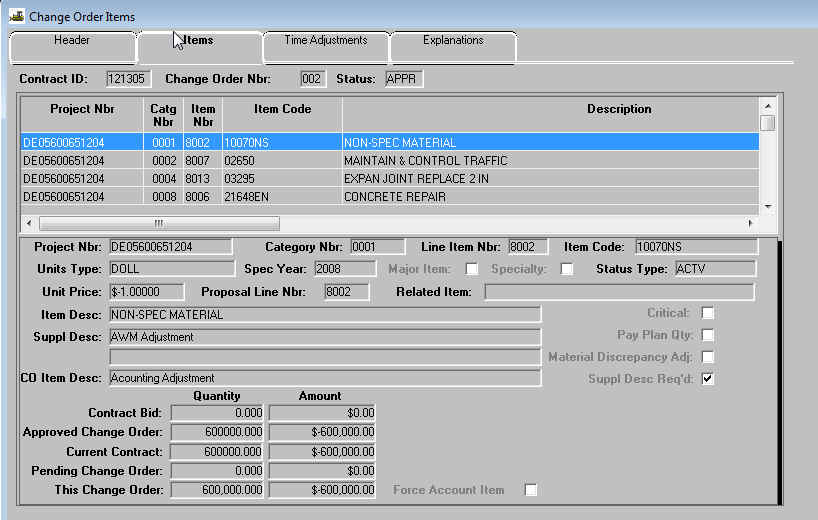 Change Order Items
Header Items Time Adjustments Explanations
Contract ID: 121305 Change Order Nbr: 002 Status: APPR
Project Nbr Catg Nbr Item Nbr Item Code Description
DE05600651204 0001 8002 10070NS NON-SPEC MATERIAL
DE05600651204 0002 8007 02650 MAINTAIN & CONTROL TRAFFIC
DE05600651204 0004 8013 03295 EXPAN JOINT REPLACE 2 IN
DE05600651204 0008 8006 21648EN CONCRETE REPAIR
Project Nbr: DE05600651204 Category Nbr: 0001 Line Item Nbr: 8002 Item Code: 10070NS
Units Type: DOLL Spec Year: 2008 Major Item: Specialty: Status Type: ACTV
Unit Price: $-1.00000 Proposal Line Nbr: 8002 Related Item:
Item Desc: NON-SPEC MATERIAL Critical:
Suppl Desc: AWM Adjustment Pay Plan Qty:
Material Discrepancy Adj:
CO Item Desc: Acounting Adjustment Suppl Desc Req'd:
Quantity Amount
Contract Bid: 0.000 $0.00
Approved Change Order: 600000.000 $-600,000.00
Current Contract: 600000.000 $-600,000.00
Pending Change Order: 0.000 $0.00
This Change Order: 600,000.000 $-600,000.00 Force Account Item